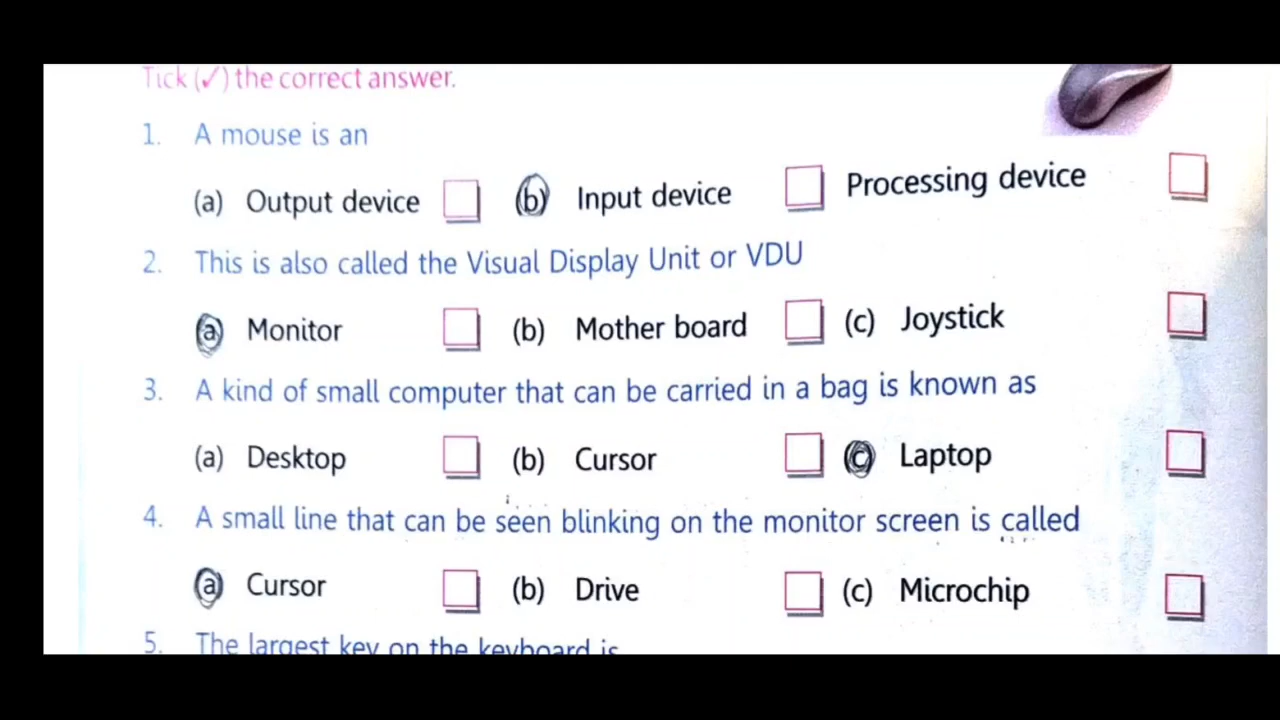 Tick (✓) the correct answer.
1. A mouse is an
(a) Output device (b) Input device Processing device
2. This is also called the Visual Display Unit or VDU
(a) Monitor (b) Mother board (c) Joystick
3. A kind of small computer that can be carried in a bag is known as
(a) Desktop (b) Cursor (c) Laptop
4. A small line that can be seen blinking on the monitor screen is called
(a) Cursor (b) Drive (c) Microchip
5. The largest key on the keyboard is